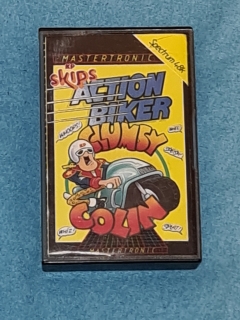 MASTERTRONIC
Spectrum 48K
KP
Skips
ACTION
BIKER
CLUMSY
COLIN
MASTERTRONIC